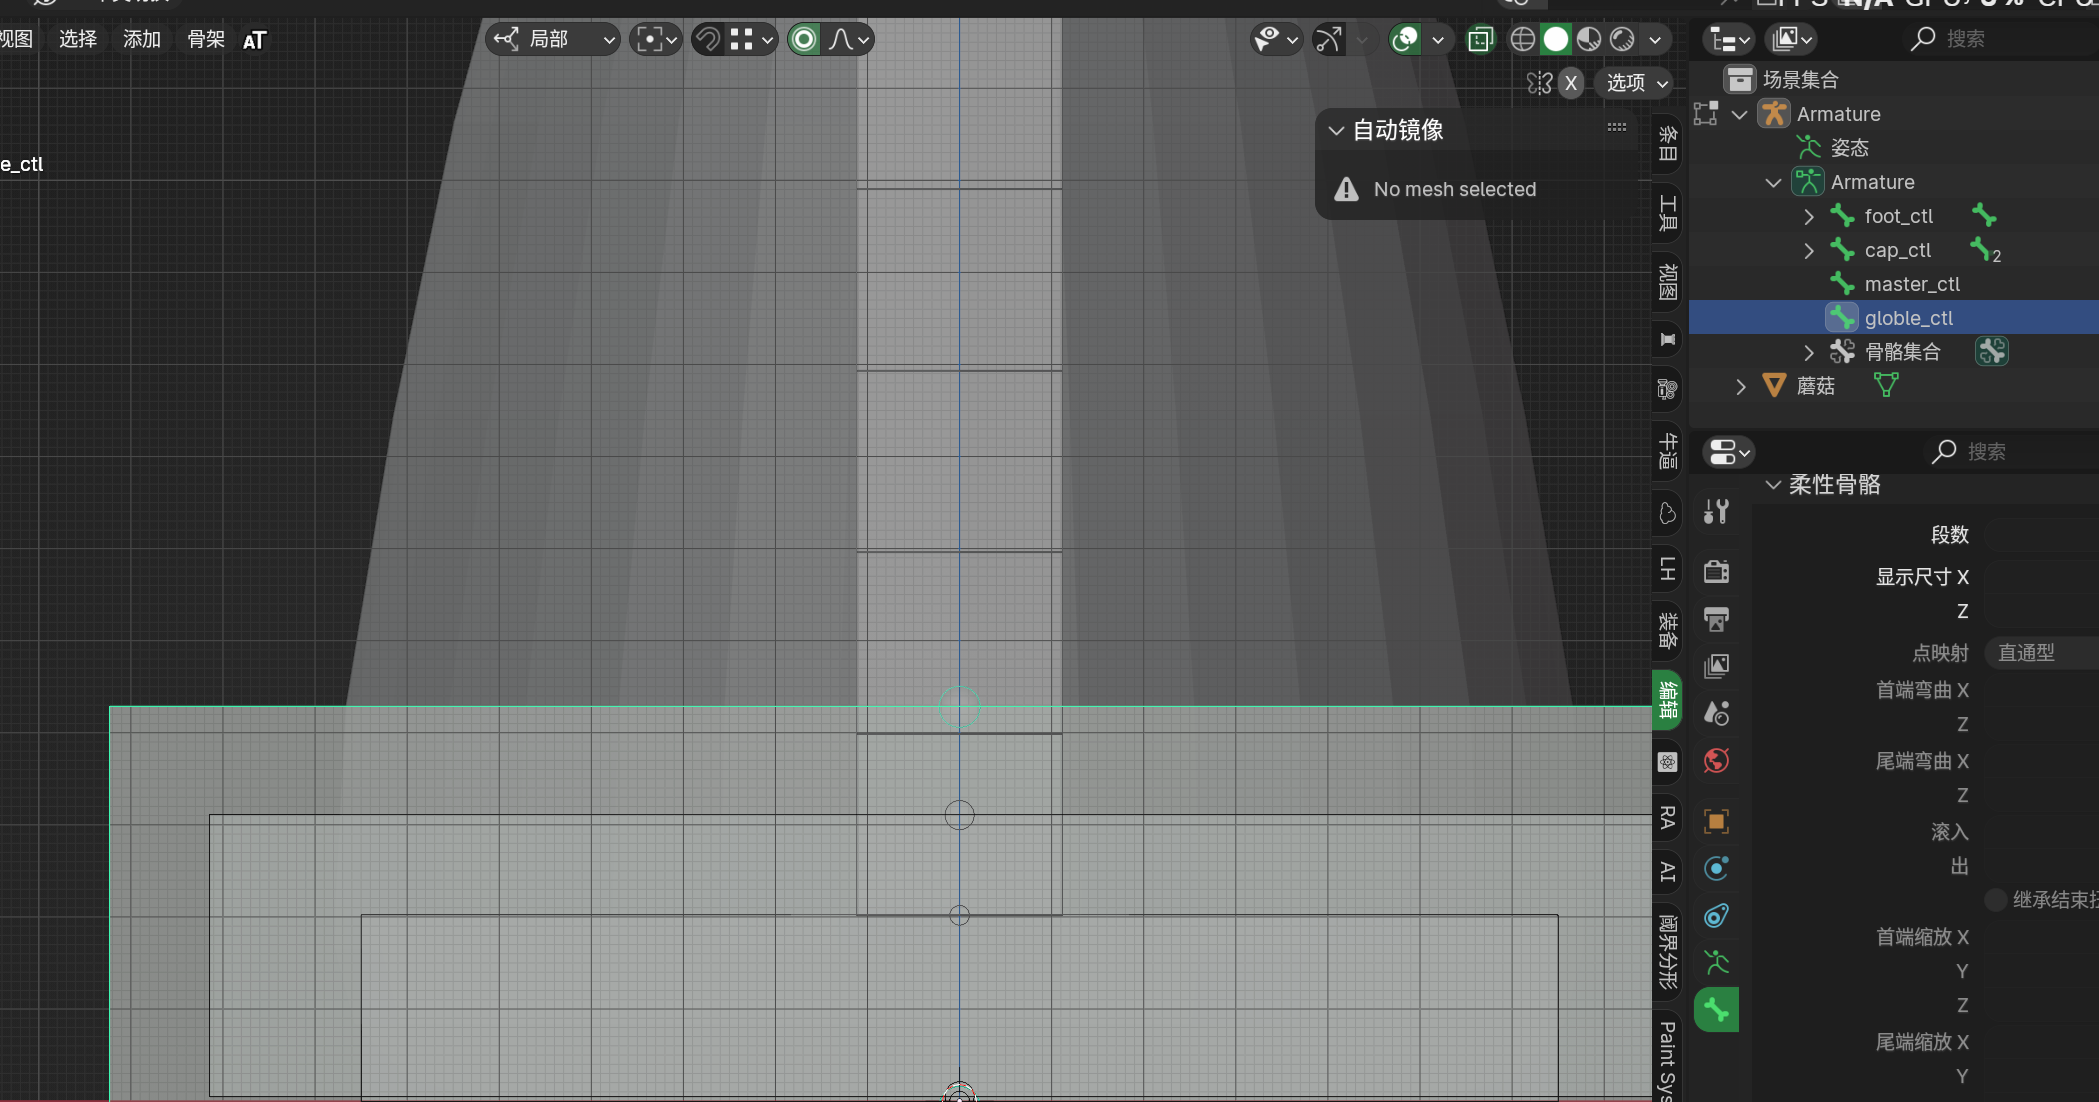 视图 选择 添加 骨架 AT
局部
搜索
X 选项
场景集合
自动镜像
No mesh selected
e_ctl
Armature
姿态
Armature
foot_ctl
cap_ctl 2
master_ctl
globle_ctl
骨骼集合
蘑菇
条目
工具
视图
牛逼
LH
装备
编辑
RA
AI
阈界分形
Paint Sys
搜索
柔性骨骼
段数
显示尺寸 X
Z
点映射 直通型
首端弯曲 X
Z
尾端弯曲 X
Z
滚入
出
继承结束扭
首端缩放 X
Y
Z
尾端缩放 X
Y